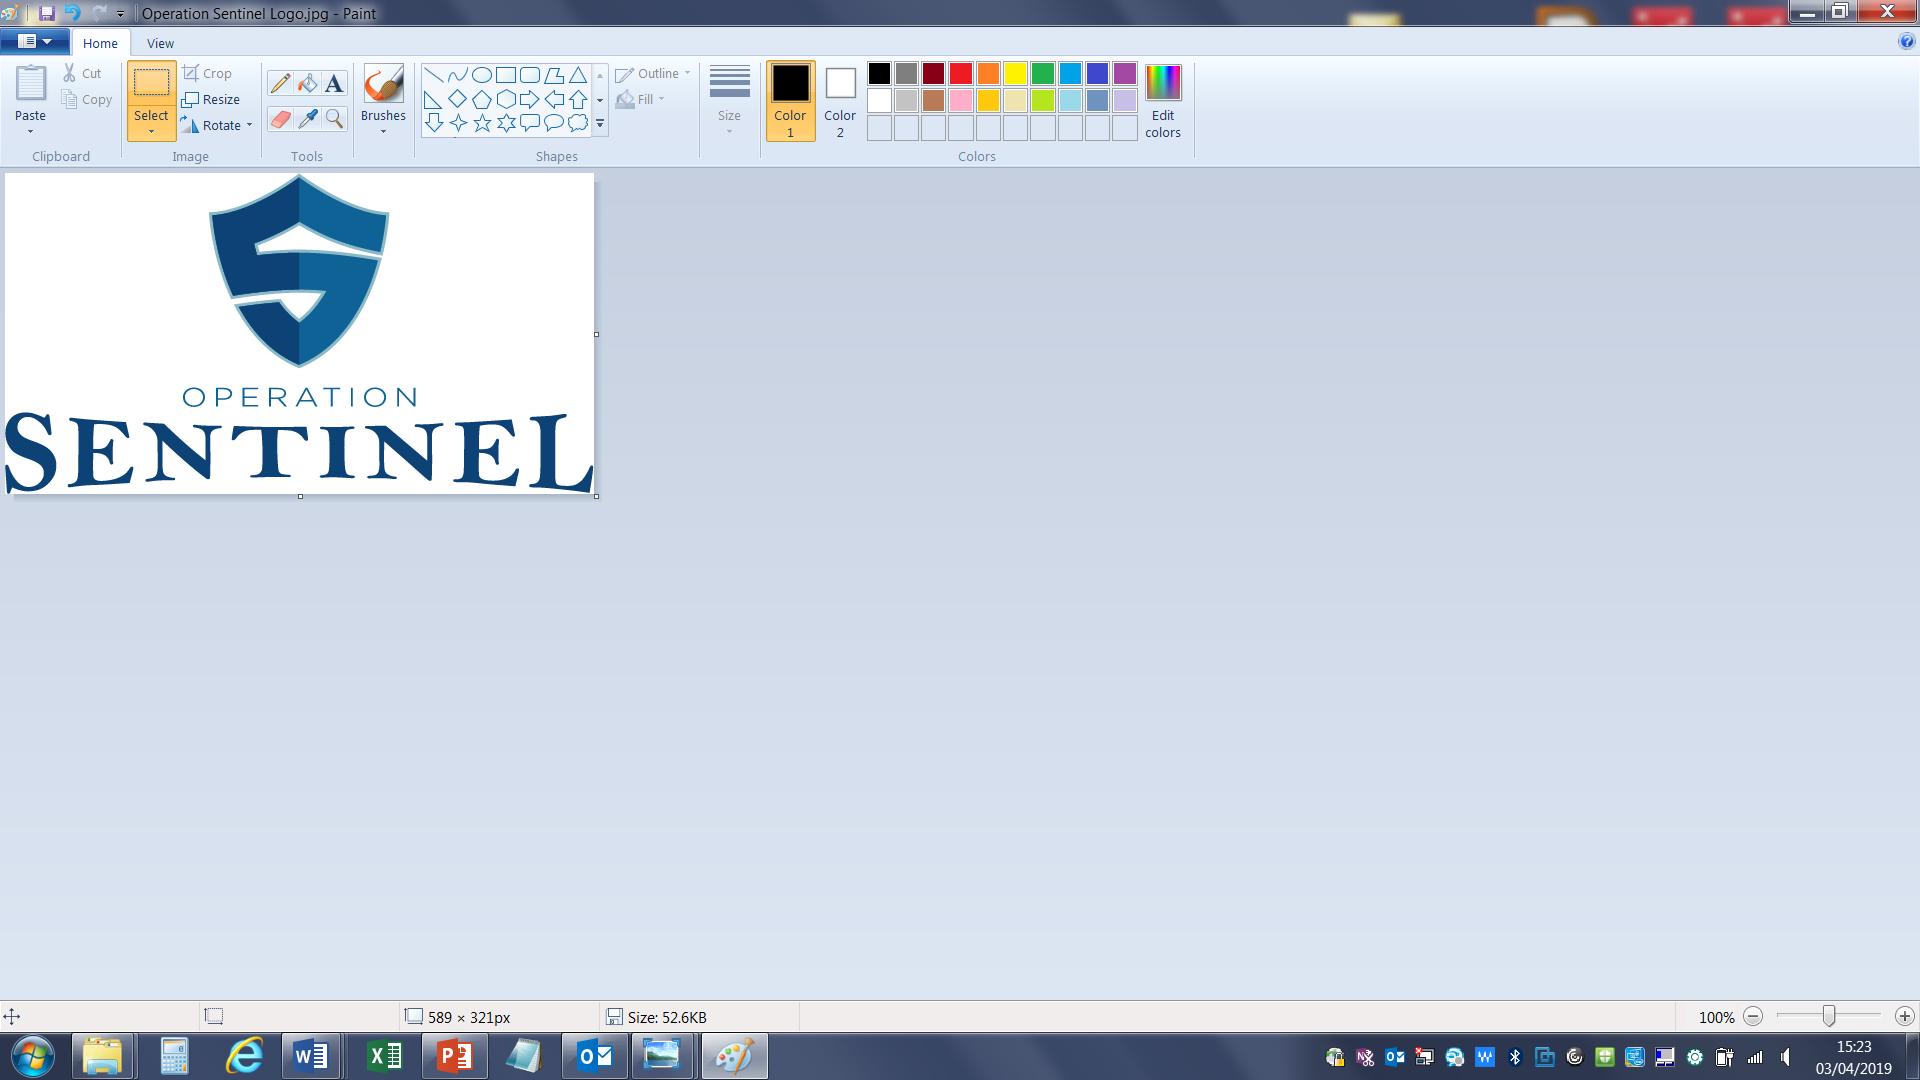 Operation Sentinel Logo.jpg - Paint
Home View
Paste
Cut
Copy
Clipboard
Select
Crop
Resize
Rotate
Image
A
Tools
Brushes
Shapes
Outline
Fill
Size
Color 1
Color 2
Edit colors
Colors
OPERATION
SENTINEL
589 × 321px
Size: 52.6KB
100%
15:23
03/04/2019